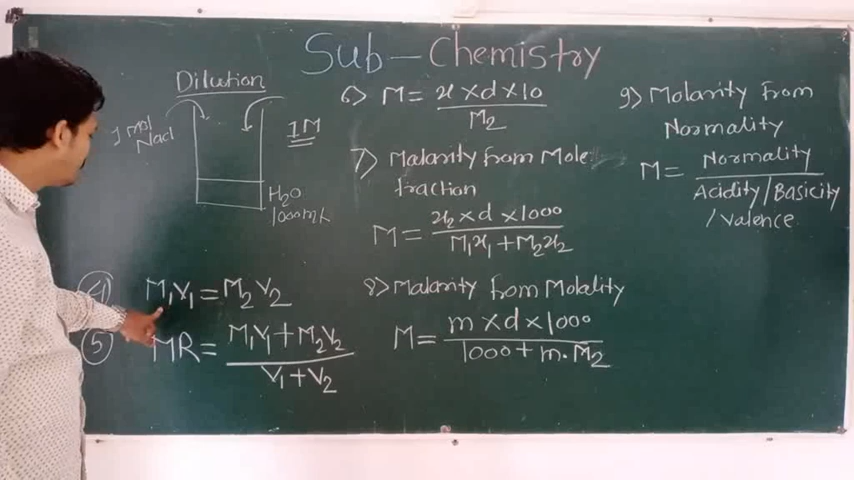 Sub - Chemistry
Dilution
1 mol
Nacl
1M
H₂O
1000 mL
4
M₁V₁ = M₂V₂
5
MR = M₁V₁ + M₂V₂ / V₁ + V₂
6) M = x × d × 10 / M₂
7) Malarity from Mole
fraction
M = x₂ × d × 1000 / M₁x₁ + M₂x₂
8) Malarity from Molality
M = m × d × 1000 / 1000 + m · M₂
9) Molarity from
Normality
M = Normality / Acidity/Basicity
/Valence